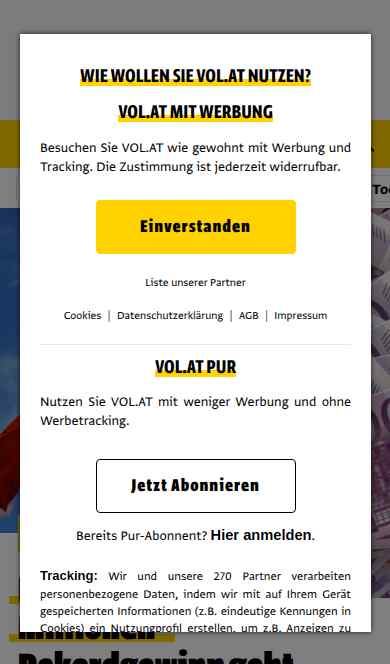 WIE WOLLEN SIE VOL.AT NUTZEN?
VOL.AT MIT WERBUNG
Besuchen Sie VOL.AT wie gewohnt mit Werbung und
Tracking. Die Zustimmung ist jederzeit widerrufbar.
Einverstanden
Liste unserer Partner
Cookies | Datenschutzerklärung | AGB | Impressum
Too
VOL.AT PUR
Nutzen Sie VOL.AT mit weniger Werbung und ohne
Werbetracking.
Jetzt Abonnieren
Bereits Pur-Abonnent? Hier anmelden.
Tracking: Wir und unsere 270 Partner verarbeiten
personenbezogene Daten, indem wir mit auf Ihrem Gerät
gespeicherten Informationen (z.B. eindeutige Kennungen in
Cookies) ein Nutzungsprofil erstellen, um z.B. Anzeigen zu
Rekordgewinn geht